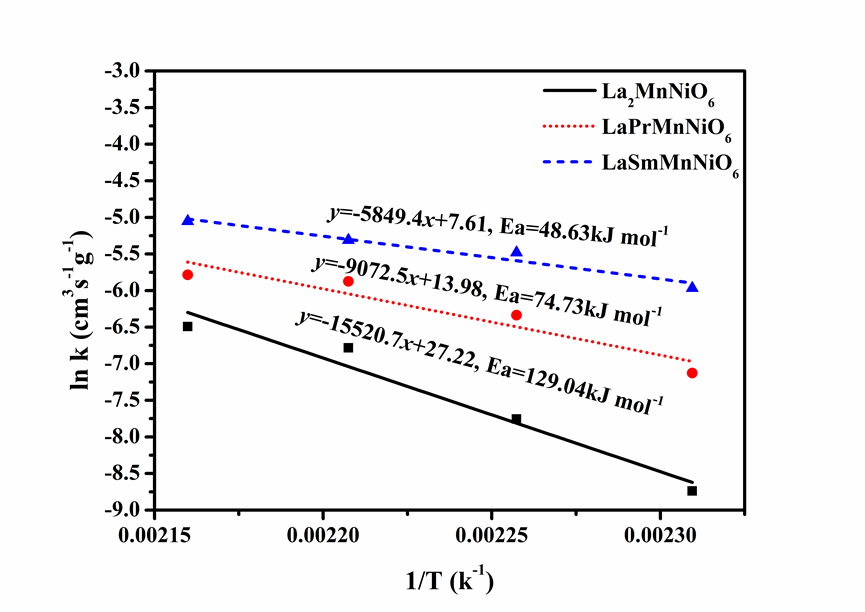 -3.0
-3.5
-4.0
-4.5
-5.0
-5.5
-6.0
-6.5
-7.0
-7.5
-8.0
-8.5
-9.0
ln k (cm³s⁻¹g⁻¹)
La₂MnNiO₆
LaPrMnNiO₆
LaSmMnNiO₆
y=-5849.4x+7.61, Ea=48.63kJ mol⁻¹
y=-9072.5x+13.98, Ea=74.73kJ mol⁻¹
y=-15520.7x+27.22, Ea=129.04kJ mol⁻¹
0.00215 0.00220 0.00225 0.00230
1/T (k⁻¹)